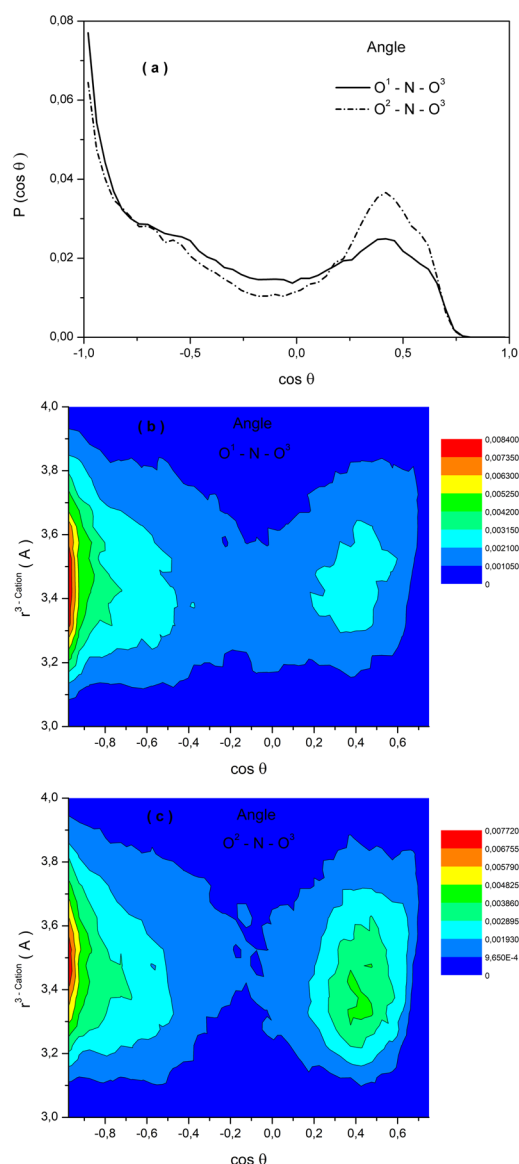 0,08
Angle
( a )
O¹ - N - O³
O² - N - O³
0,06
P (cos θ)
0,04
0,02
0,00
-1,0 -0,5 0,0 0,5 1,0
cos θ
4,0
Angle
( b )
O¹ - N - O³
3,8
3,6
3,4
3,2
3,0
r³ ⁻ Cation ( A )
0,008400
0,007350
0,006300
0,005250
0,004200
0,003150
0,002100
0,001050
0
-0,8 -0,6 -0,4 -0,2 0,0 0,2 0,4 0,6
cos θ
4,0
( c ) Angle
O² - N - O³
3,8
3,6
3,4
3,2
3,0
r³ ⁻ Cation ( A )
0,007720
0,006755
0,005790
0,004825
0,003860
0,002895
0,001930
9,650E-4
0
-0,8 -0,6 -0,4 -0,2 0,0 0,2 0,4 0,6
cos θ